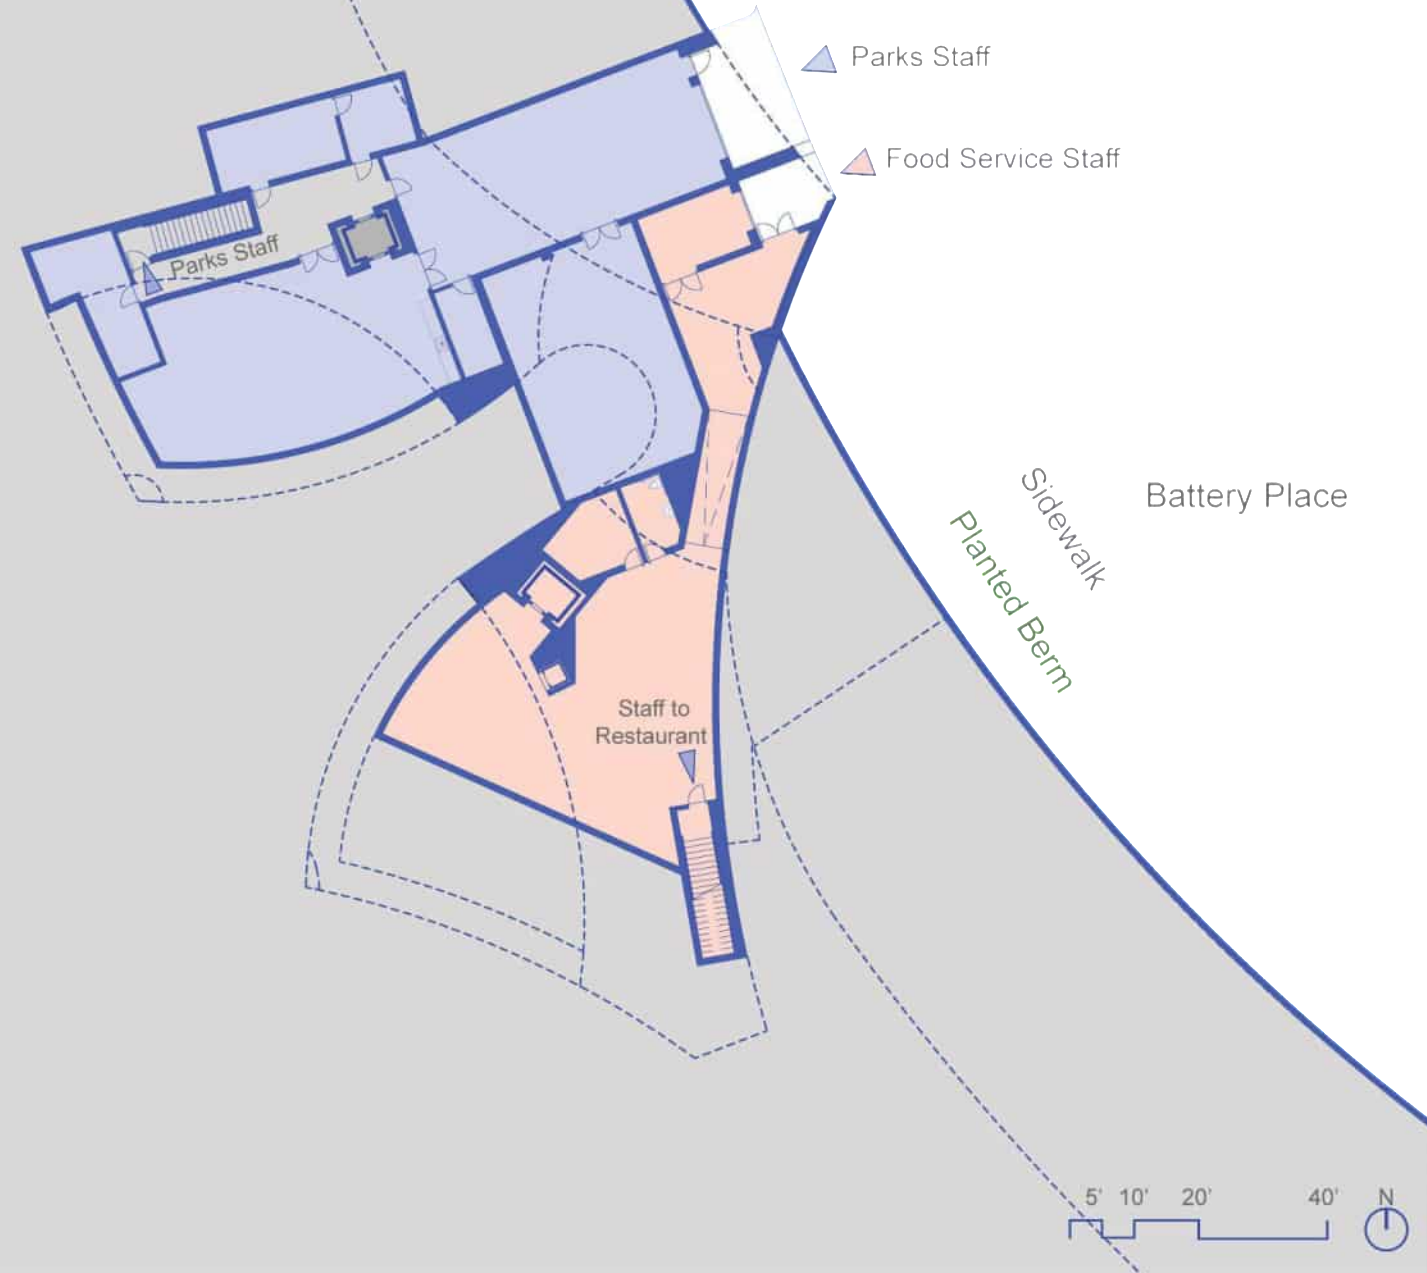 Parks Staff
Food Service Staff
Parks Staff
Sidewalk
Battery Place
Planted Berm
Staff to
Restaurant
5' 10' 20' 40' N